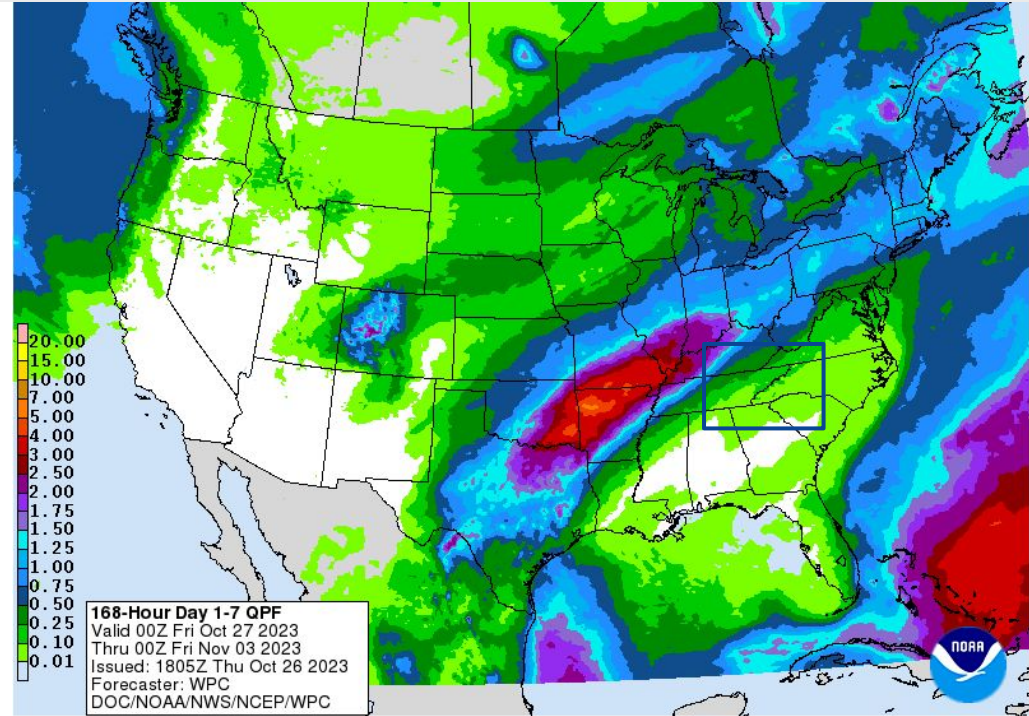 20.00
15.00
10.00
7.00
5.00
4.00
3.00
2.50
2.00
1.75
1.50
1.25
1.00
0.75
0.50
0.25
0.10
0.01
168-Hour Day 1-7 QPF
Valid 00Z Fri Oct 27 2023
Thru 00Z Fri Nov 03 2023
Issued: 1805Z Thu Oct 26 2023
Forecaster: WPC
DOC/NOAA/NWS/NCEP/WPC
NOAA